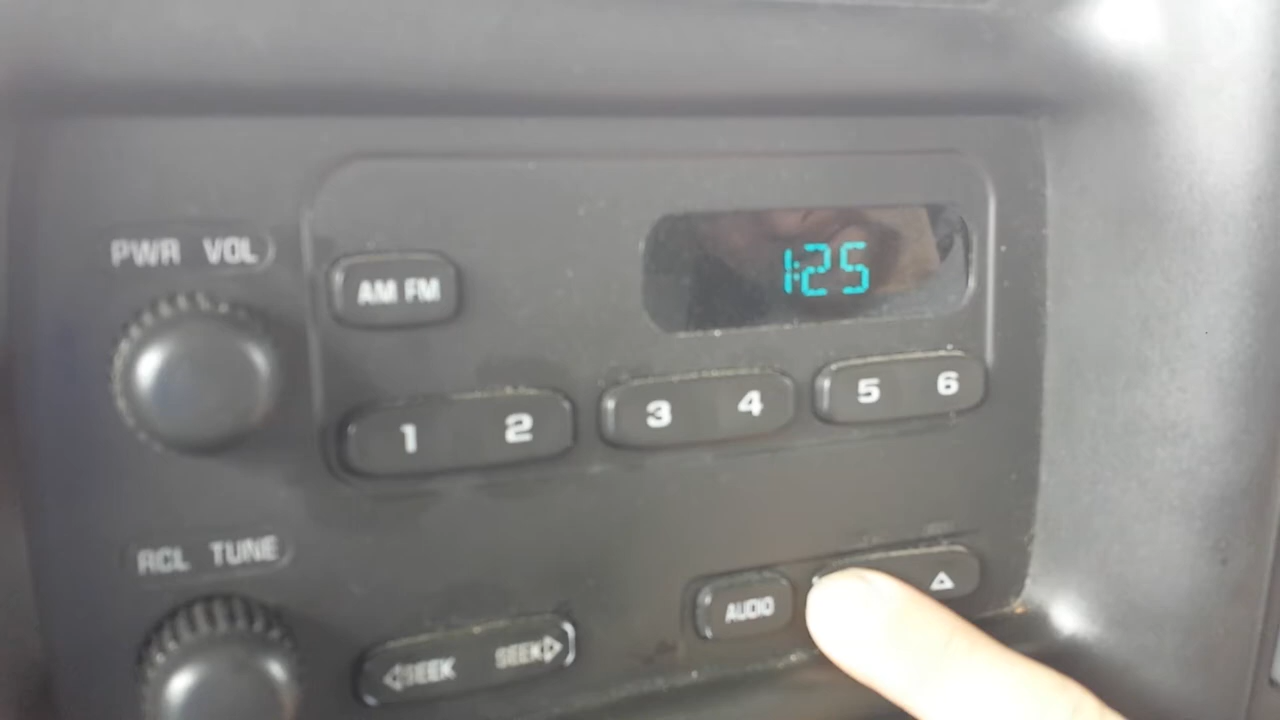 PWR VOL
AM FM
1:25
1 2
3 4
5 6
RCL TUNE
SEEK SEEK
AUDIO